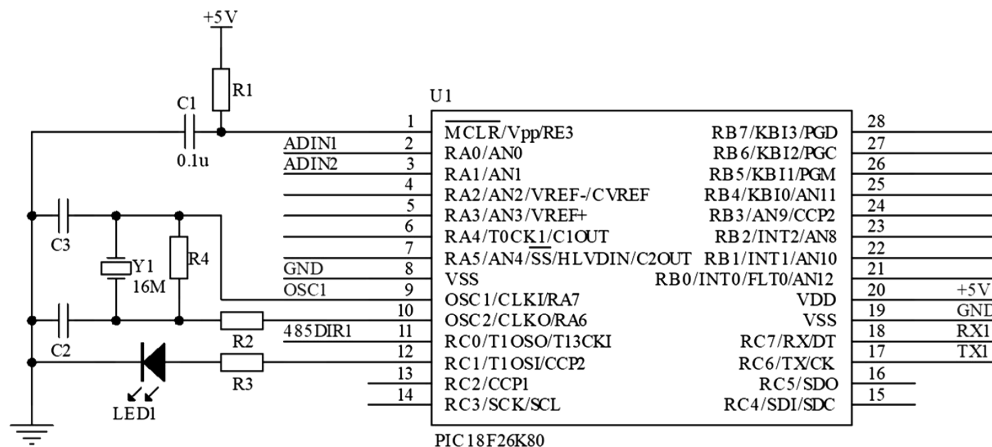 +5V
R1
C1
0.1u
U1
1 MCLR/Vpp/RE3 RB7/KBI3/PGD 28
ADIN1 2 RA0/AN0 RB6/KBI2/PGC 27
ADIN2 3 RA1/AN1 RB5/KBI1/PGM 26
4 RA2/AN2/VREF-/CVREF RB4/KBI0/AN11 25
5 RA3/AN3/VREF+ RB3/AN9/CCP2 24
6 RA4/T0CK1/C1OUT RB2/INT2/AN8 23
7 RA5/AN4/SS/HLVDIN/C2OUT RB1/INT1/AN10 22
GND 8 VSS RB0/INT0/FLT0/AN12 21
OSC1 9 OSC1/CLKI/RA7 VDD 20 +5V
10 OSC2/CLKO/RA6 VSS 19 GND
485DIR1 11 RC0/T1OSO/T13CKI RC7/RX/DT 18 RX1
12 RC1/T1OSI/CCP2 RC6/TX/CK 17 TX1
13 RC2/CCP1 RC5/SDO 16
14 RC3/SCK/SCL RC4/SDI/SDC 15
C3
Y1
16M
R4
C2
R2
R3
LED1
PIC18F26K80